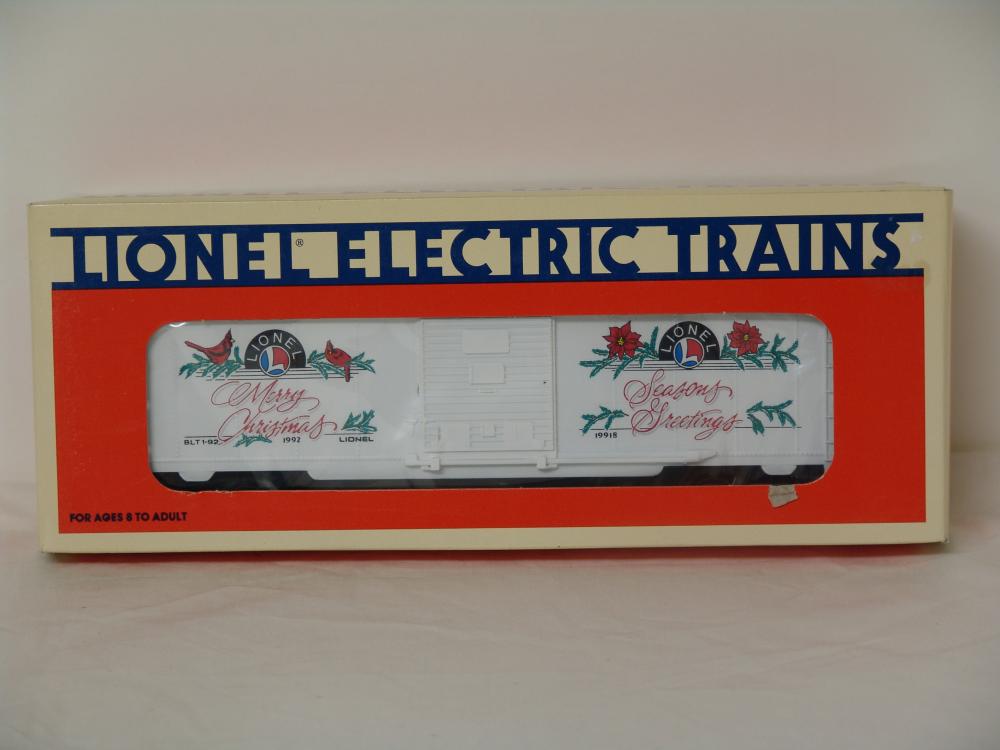 LIONEL® ELECTRIC TRAINS
LIONEL
Merry
Christmas
BLT 1-92
1992
LIONEL
LIONEL
Seasons
Greetings
19918
FOR AGES 8 TO ADULT